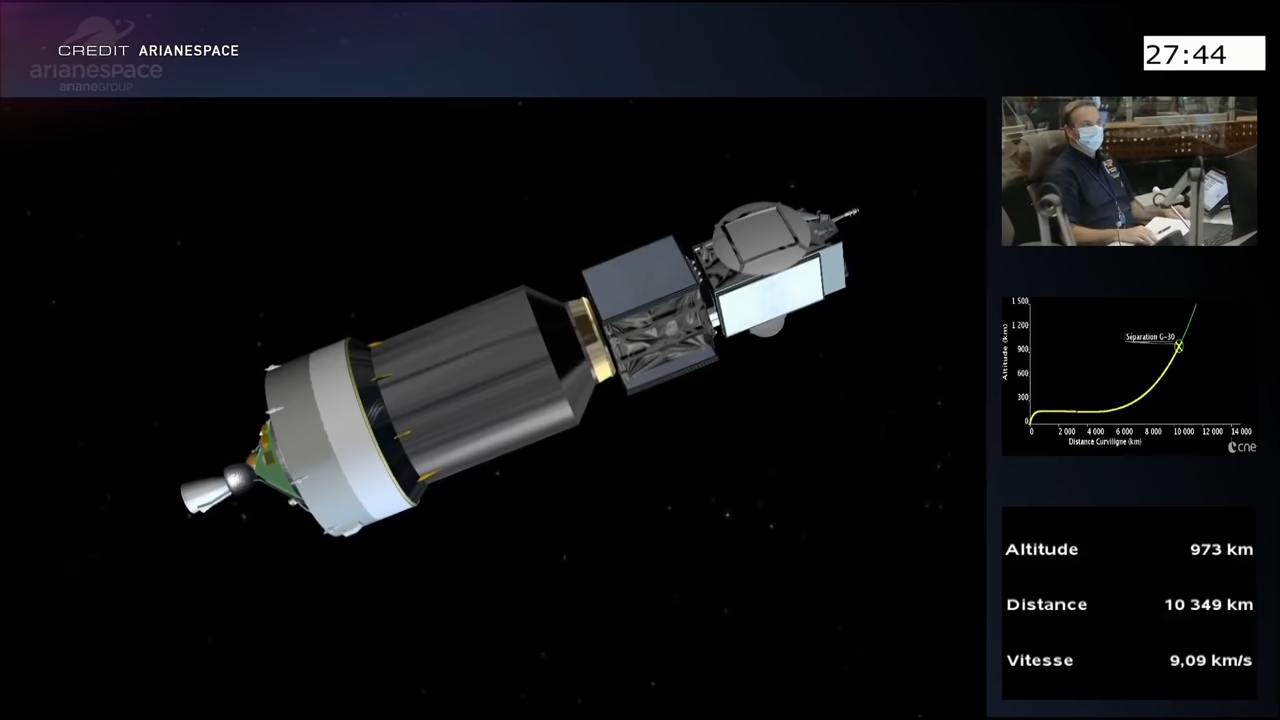 CREDIT ARIANESPACE
arianespace
arianeGROUP
27:44
1 500
1 200
900
600
300
0
Altitude (km)
Séparation G-30
0 2 000 4 000 6 000 8 000 10 000 12 000 14 000
Distance Curviligne (km)
cne
Altitude 973 km
Distance 10 349 km
Vitesse 9,09 km/s